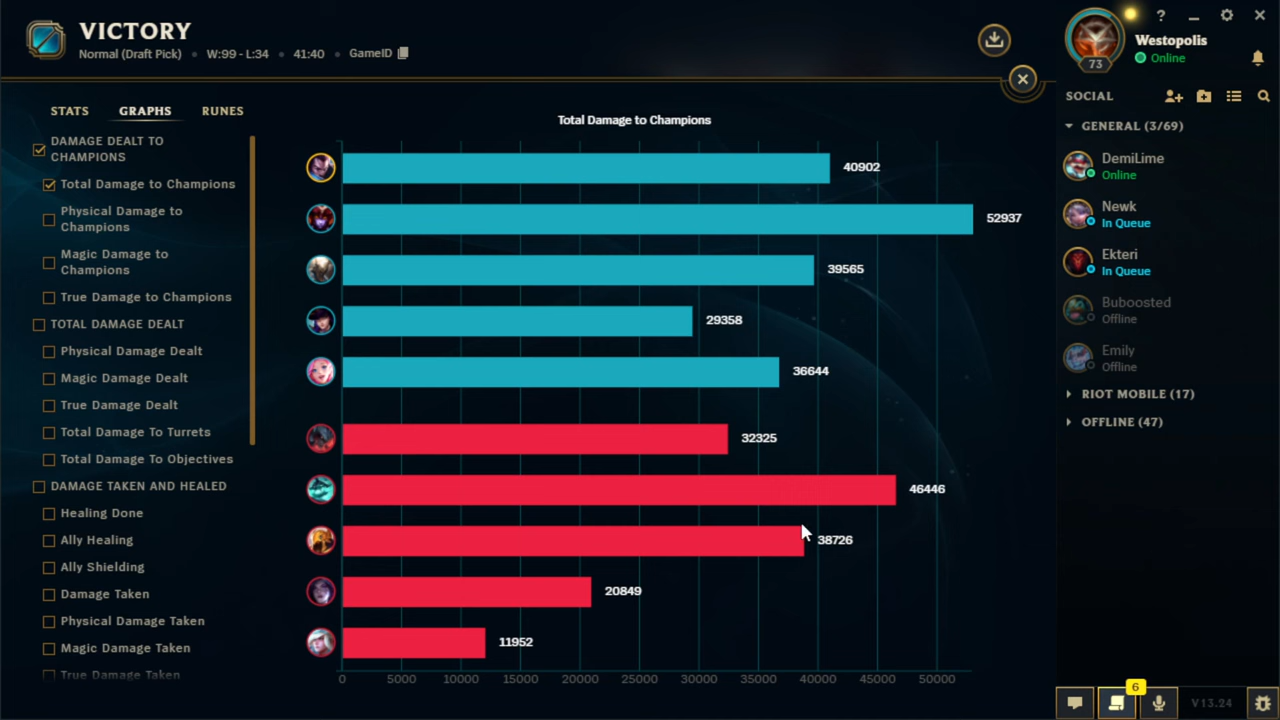 VICTORY
Normal (Draft Pick) • W:99 - L:34 • 41:40 • GameID
STATS GRAPHS RUNES
DAMAGE DEALT TO
CHAMPIONS
Total Damage to Champions
Physical Damage to
Champions
Magic Damage to
Champions
True Damage to Champions
TOTAL DAMAGE DEALT
Physical Damage Dealt
Magic Damage Dealt
True Damage Dealt
Total Damage To Turrets
Total Damage To Objectives
DAMAGE TAKEN AND HEALED
Healing Done
Ally Healing
Ally Shielding
Damage Taken
Physical Damage Taken
Magic Damage Taken
True Damage Taken
Total Damage to Champions
40902
52937
39565
29358
36644
32325
46446
38726
20849
11952
0 5000 10000 15000 20000 25000 30000 35000 40000 45000 50000
?
73
Westopolis
Online
SOCIAL
GENERAL (3/69)
DemiLime
Online
Newk
In Queue
Ekteri
In Queue
Buboosted
Offline
Emily
Offline
RIOT MOBILE (17)
OFFLINE (47)
6
V13.24